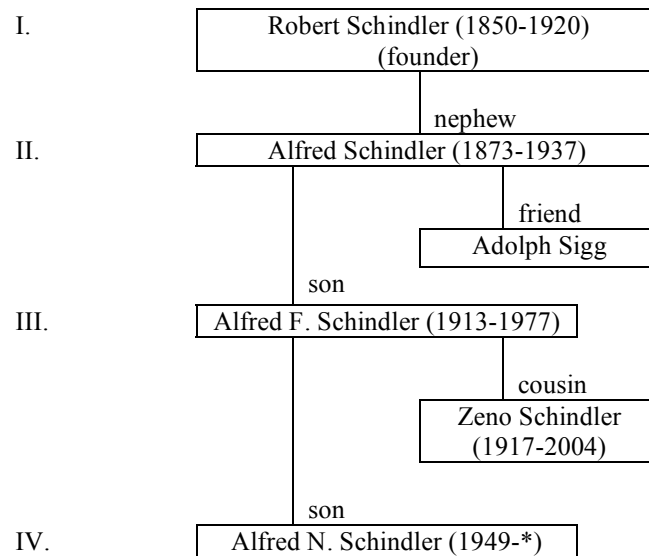 I. Robert Schindler (1850-1920)
(founder)
nephew
II. Alfred Schindler (1873-1937)
friend
Adolph Sigg
son
III. Alfred F. Schindler (1913-1977)
cousin
Zeno Schindler
(1917-2004)
son
IV. Alfred N. Schindler (1949-*)